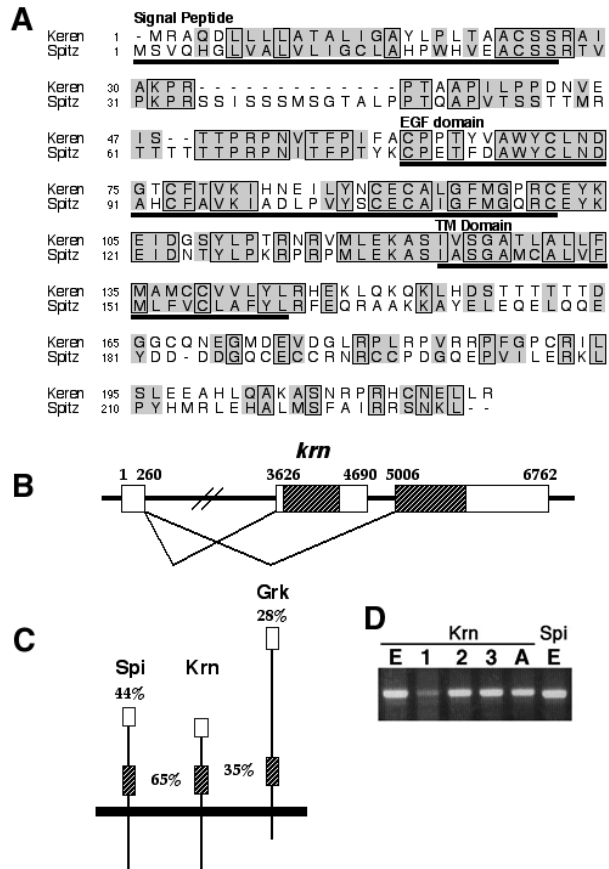 A
Signal Peptide
Keren 1 - M R A Q D L L L L A T A L I G A Y L P L T A A C S S R A I
Spitz 1 M S V Q H G L V A L V L I G C L A H P W H V E A C S S R T V
Keren 30 A K P R - - - - - - - - - - - - - P T A A P I L P P D N V E
Spitz 31 P K P R S S I S S S M S G T A L P P T Q A P V T S S T T M R
EGF domain
Keren 47 I S - - T T P R P N V T F P I F A C P P T Y V A W Y C L N D
Spitz 61 T T T T T P R P N I T F P T Y K C P E T F D A W Y C L N D
Keren 75 G T C F T V K I H N E I L Y N C E C A L G F M G P R C E Y K
Spitz 91 A H C F A V K I A D L P V Y S C E C A I G F M G Q R C E Y K
TM Domain
Keren 105 E I D G S Y L P T R N R V M L E K A S I V S G A T L A L L F
Spitz 121 E I D N T Y L P K R P R P M L E K A S I A S G A M C A L V F
Keren 135 M A M C C V V L Y L R H E K L Q K Q K L H D S T T T T T T D
Spitz 151 M L F V C L A F Y L R F E Q R A A K K A Y E L E Q E L Q Q E
Keren 165 G G C Q N E G M D E V D G L R P L R P V R R P F G P C R I L
Spitz 181 Y D D - D D G Q C E C C R N R C C P D G Q E P V I L E R K L
Keren 195 S L E E A H L Q A K A S N R P R H C N E L L R
Spitz 210 P Y H M R L E H A L M S F A I R R S N K L - -
B
krn
1 260 3626 4690 5006 6762
C
Grk
28%
Spi
44%
Krn
65%
35%
D
Krn Spi
E 1 2 3 A E